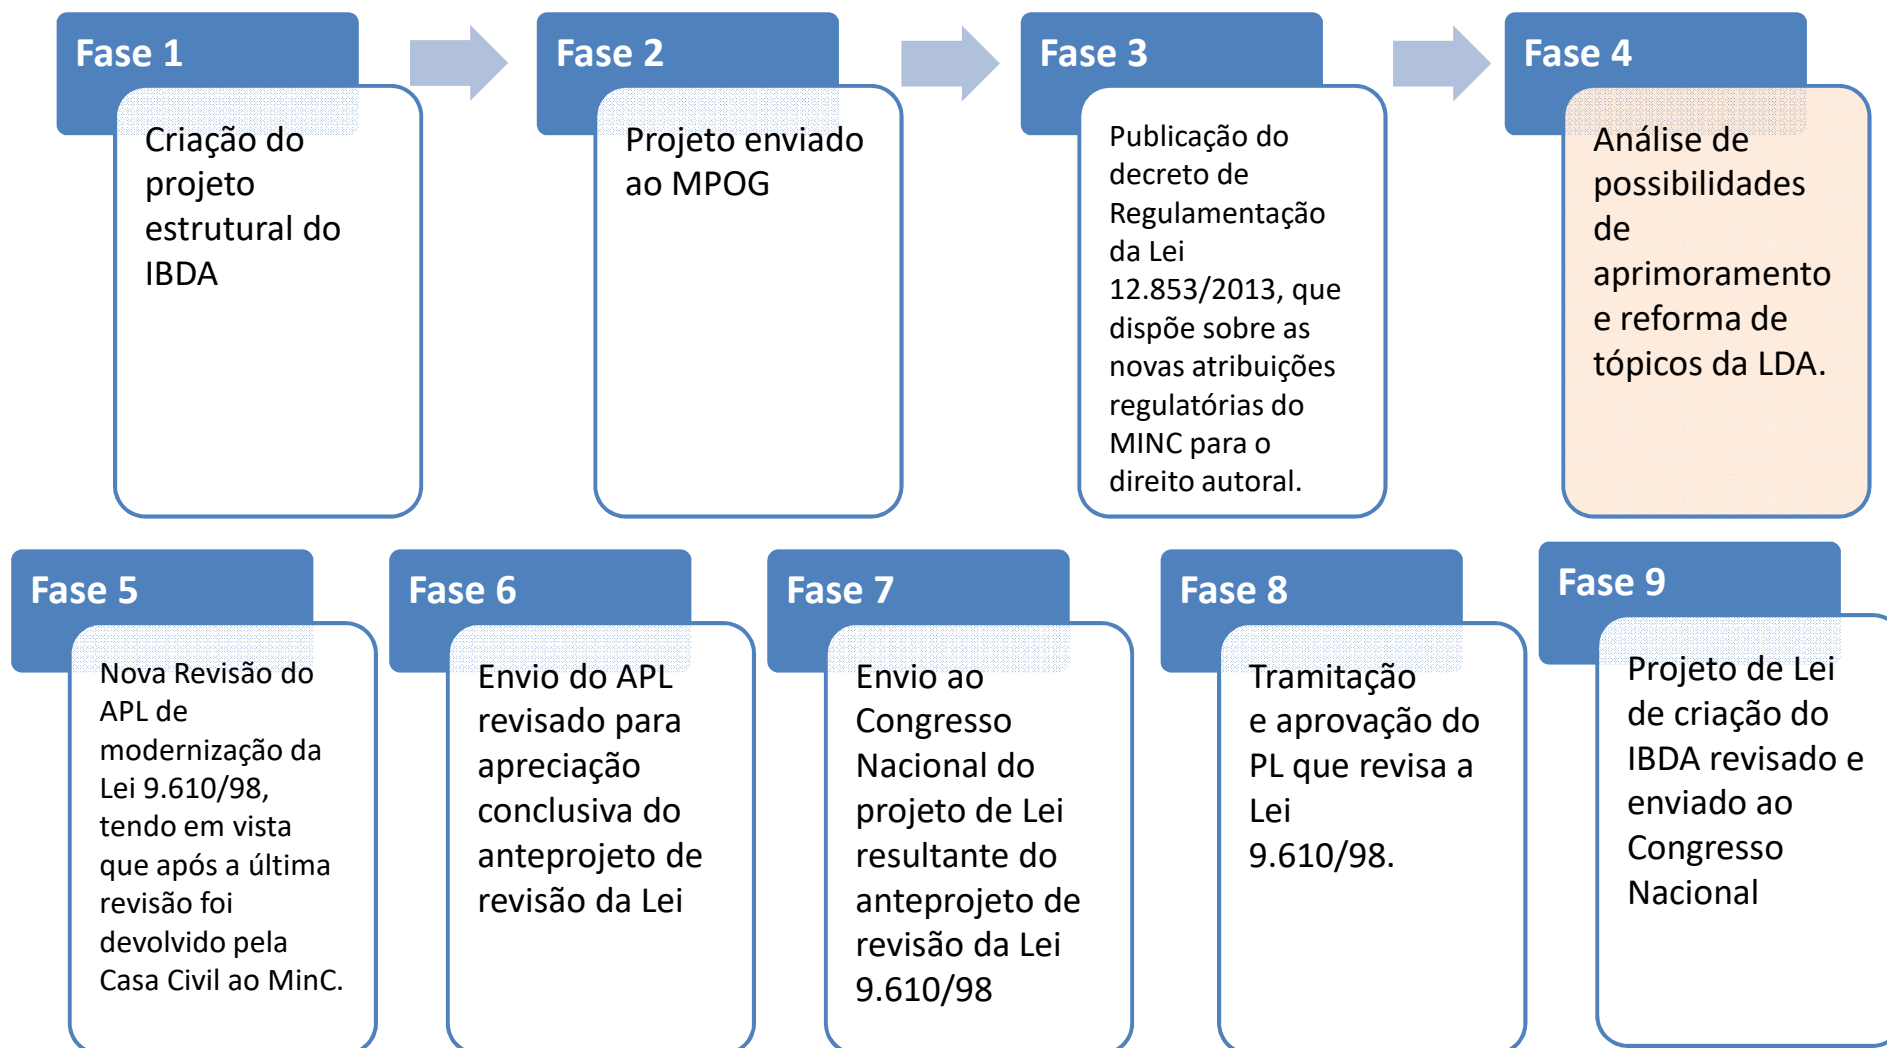 Fase 1
Criação do
projeto
estrutural do
IBDA
Fase 2
Projeto enviado
ao MPOG
Fase 3
Publicação do
decreto de
Regulamentação
da Lei
12.853/2013, que
dispõe sobre as
novas atribuições
regulatórias do
MINC para o
direito autoral.
Fase 4
Análise de
possibilidades
de
aprimoramento
e reforma de
tópicos da LDA.
Fase 5
Nova Revisão do
APL de
modernização da
Lei 9.610/98,
tendo em vista
que após a última
revisão foi
devolvido pela
Casa Civil ao MinC.
Fase 6
Envio do APL
revisado para
apreciação
conclusiva do
anteprojeto de
revisão da Lei
Fase 7
Envio ao
Congresso
Nacional do
projeto de Lei
resultante do
anteprojeto de
revisão da Lei
9.610/98
Fase 8
Tramitação
e aprovação do
PL que revisa a
Lei
9.610/98.
Fase 9
Projeto de Lei
de criação do
IBDA revisado e
enviado ao
Congresso
Nacional